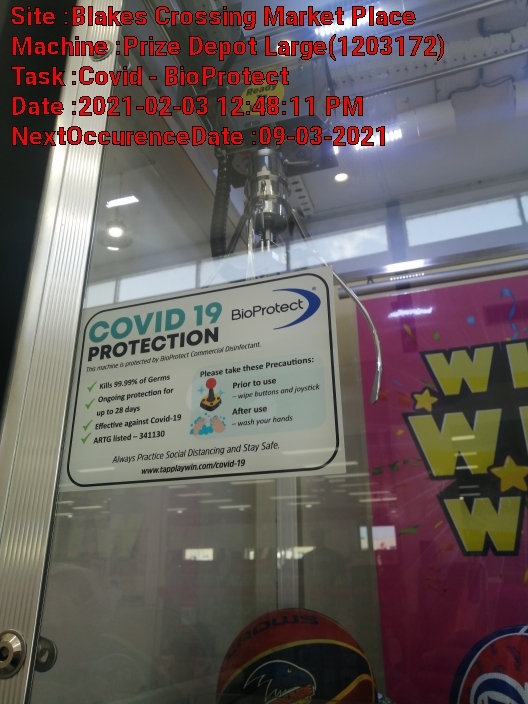 Site :Blakes Crossing Market Place
Machine :Prize Depot Large(1203172)
Task :Covid - BioProtect
Date :2021-02-03 12:48:11 PM
NextOccurenceDate :09-03-2021
Ready
COVID 19 BioProtect
PROTECTION
This machine is protected by BioProtect Commercial Disinfectant.
Kills 99.99% of Germs
Ongoing protection for
up to 28 days
Effective against Covid-19
ARTG listed – 341130
Please take these Precautions:
Prior to use
– wipe buttons and joystick
After use
– wash your hands
Always Practice Social Distancing and Stay Safe.
www.tapplaywin.com/covid-19